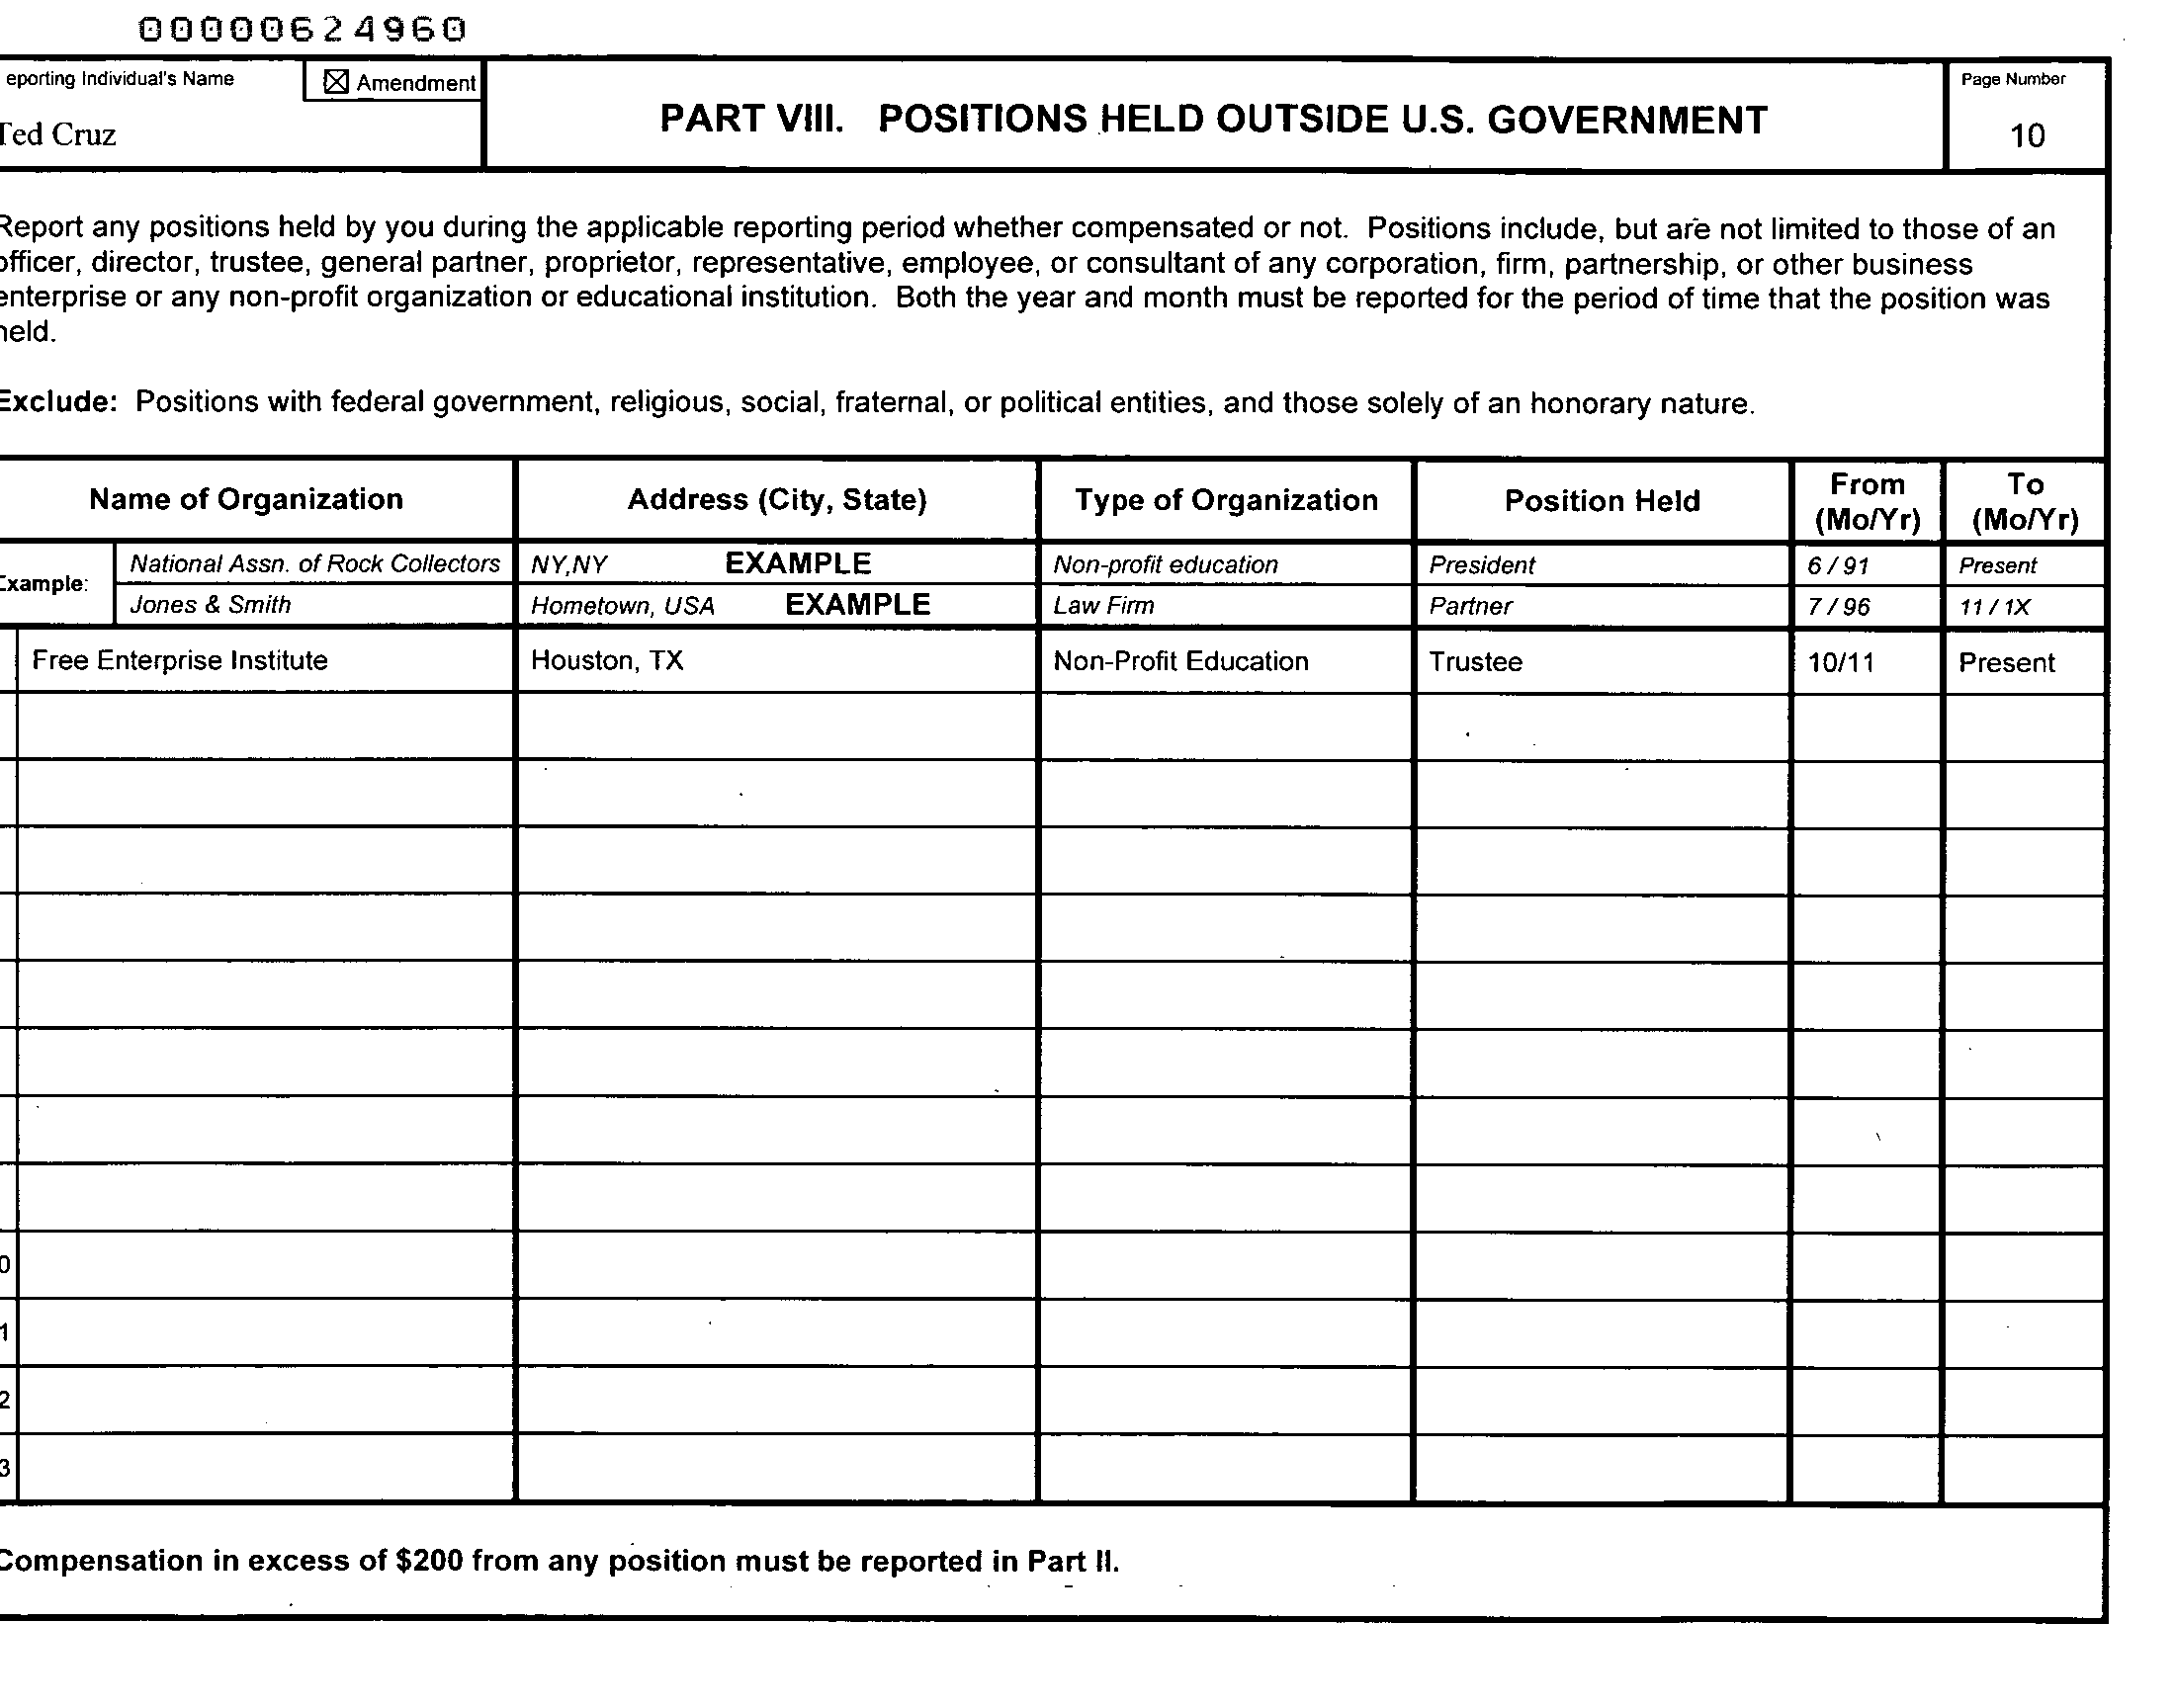 00000624960
eporting Individual's Name
☒ Amendment
Ted Cruz
PART VIII. POSITIONS HELD OUTSIDE U.S. GOVERNMENT
Page Number
10
Report any positions held by you during the applicable reporting period whether compensated or not. Positions include, but are not limited to those of an
officer, director, trustee, general partner, proprietor, representative, employee, or consultant of any corporation, firm, partnership, or other business
enterprise or any non-profit organization or educational institution. Both the year and month must be reported for the period of time that the position was
held.
Exclude: Positions with federal government, religious, social, fraternal, or political entities, and those solely of an honorary nature.
Name of Organization Address (City, State) Type of Organization Position Held From (Mo/Yr) To (Mo/Yr)
Example:
National Assn. of Rock Collectors NY,NY EXAMPLE Non-profit education President 6 / 91 Present
Jones & Smith Hometown, USA EXAMPLE Law Firm Partner 7 / 96 11 / 1X
Free Enterprise Institute Houston, TX Non-Profit Education Trustee 10/11 Present
0
1
2
3
Compensation in excess of $200 from any position must be reported in Part II.